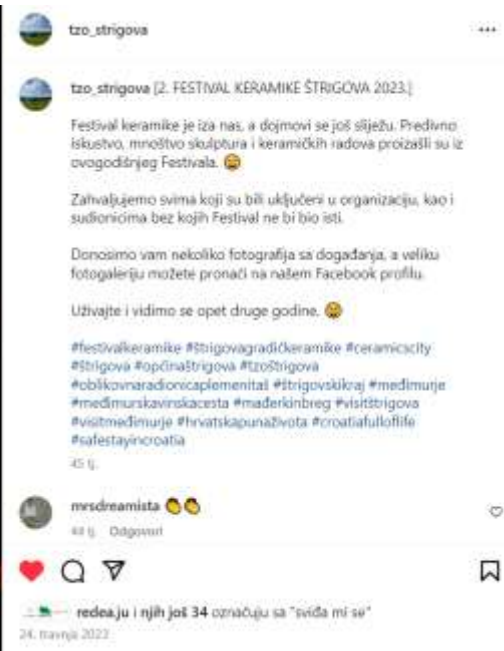 tzo_strigova
tzo_strigova [2. FESTIVAL KERAMIKE ŠTRIGOVA 2023.]
Festival keramike je iza nas, a dojmovi se još sliježu. Predivno
iskustvo, mnoštvo skulptura i keramičkih radova proizašli su iz
ovogodišnjeg Festivala.
Zahvaljujemo svima koji su bili uključeni u organizaciju, kao i
sudionicima bez kojih Festival ne bi bio isti.
Donosimo vam nekoliko fotografija sa događanja, a veliku
fotogaleriju možete pronaći na našem Facebook profilu.
Uživajte i vidimo se opet druge godine.
#festivalkeramike #štrigovagradićkeramike #ceramicscity
#štrigova #općinaštrigova #tzoštrigova
#oblikovnaradionicaplemenitaš #štrigovskikraj #međimurje
#međimurskavinskacesta #mađerkinbreg #visitštrigova
#visitmeđimurje #hrvatskapunaživota #croatiafulloflife
#safestayincroatia
45 tj.
mrsdreamista 👏👏
Odgovori
redea.ju i njih još 34 označuju sa "sviđa mi se"
24. travnja 2023